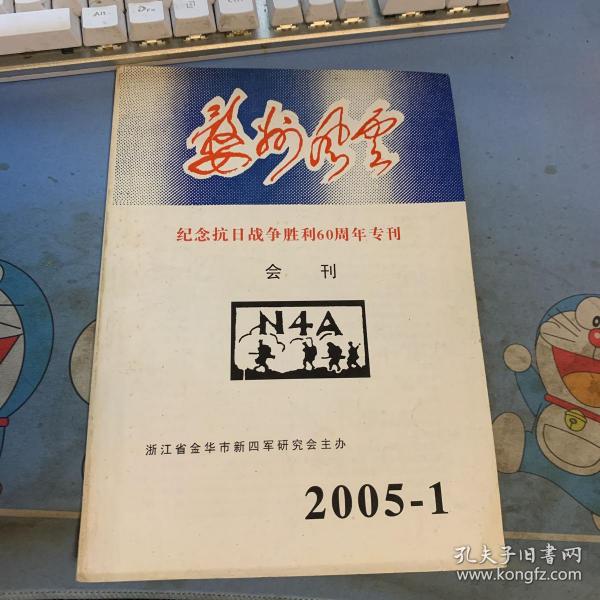 婺州风云
纪念抗日战争胜利60周年专刊
会 刊
N4A
浙江省金华市新四军研究会主办
2005-1
孔夫子旧书网
www.kongfz.com